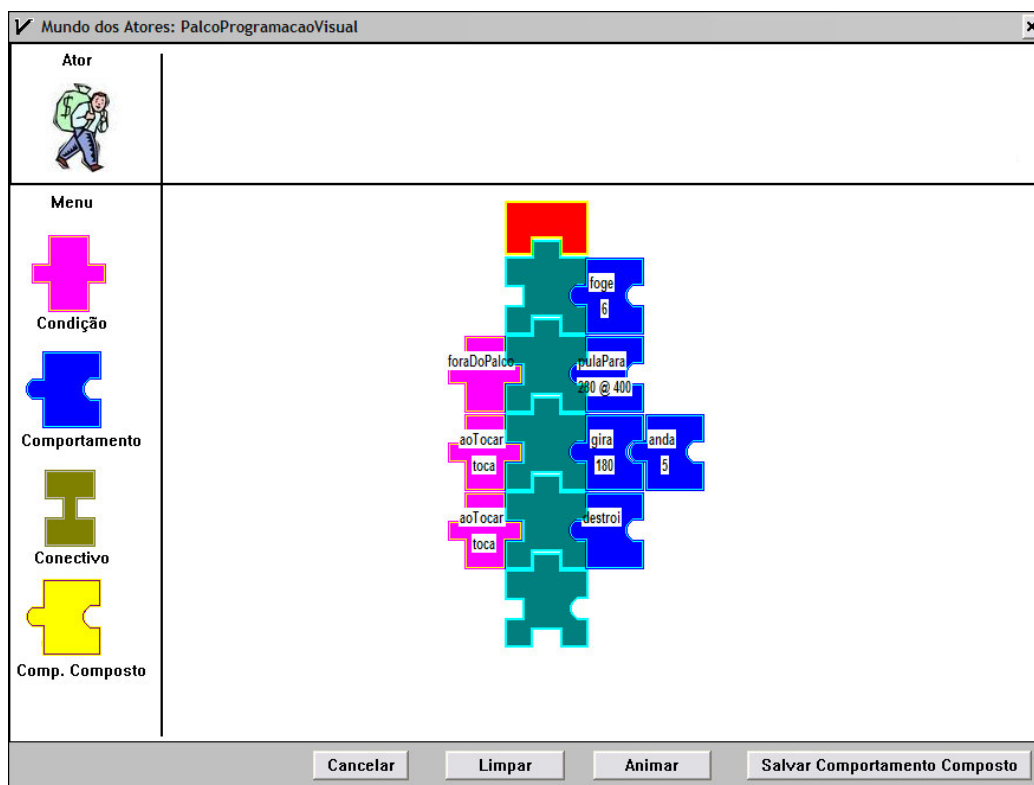 Mundo dos Atores: PalcoProgramacaoVisual
Ator
Menu
Condição
Comportamento
Conectivo
Comp. Composto
foge
6
foraDoPalco
pulaPara
280 @ 400
aoTocar
toca
gira
180
anda
5
aoTocar
toca
destroi
Cancelar
Limpar
Animar
Salvar Comportamento Composto